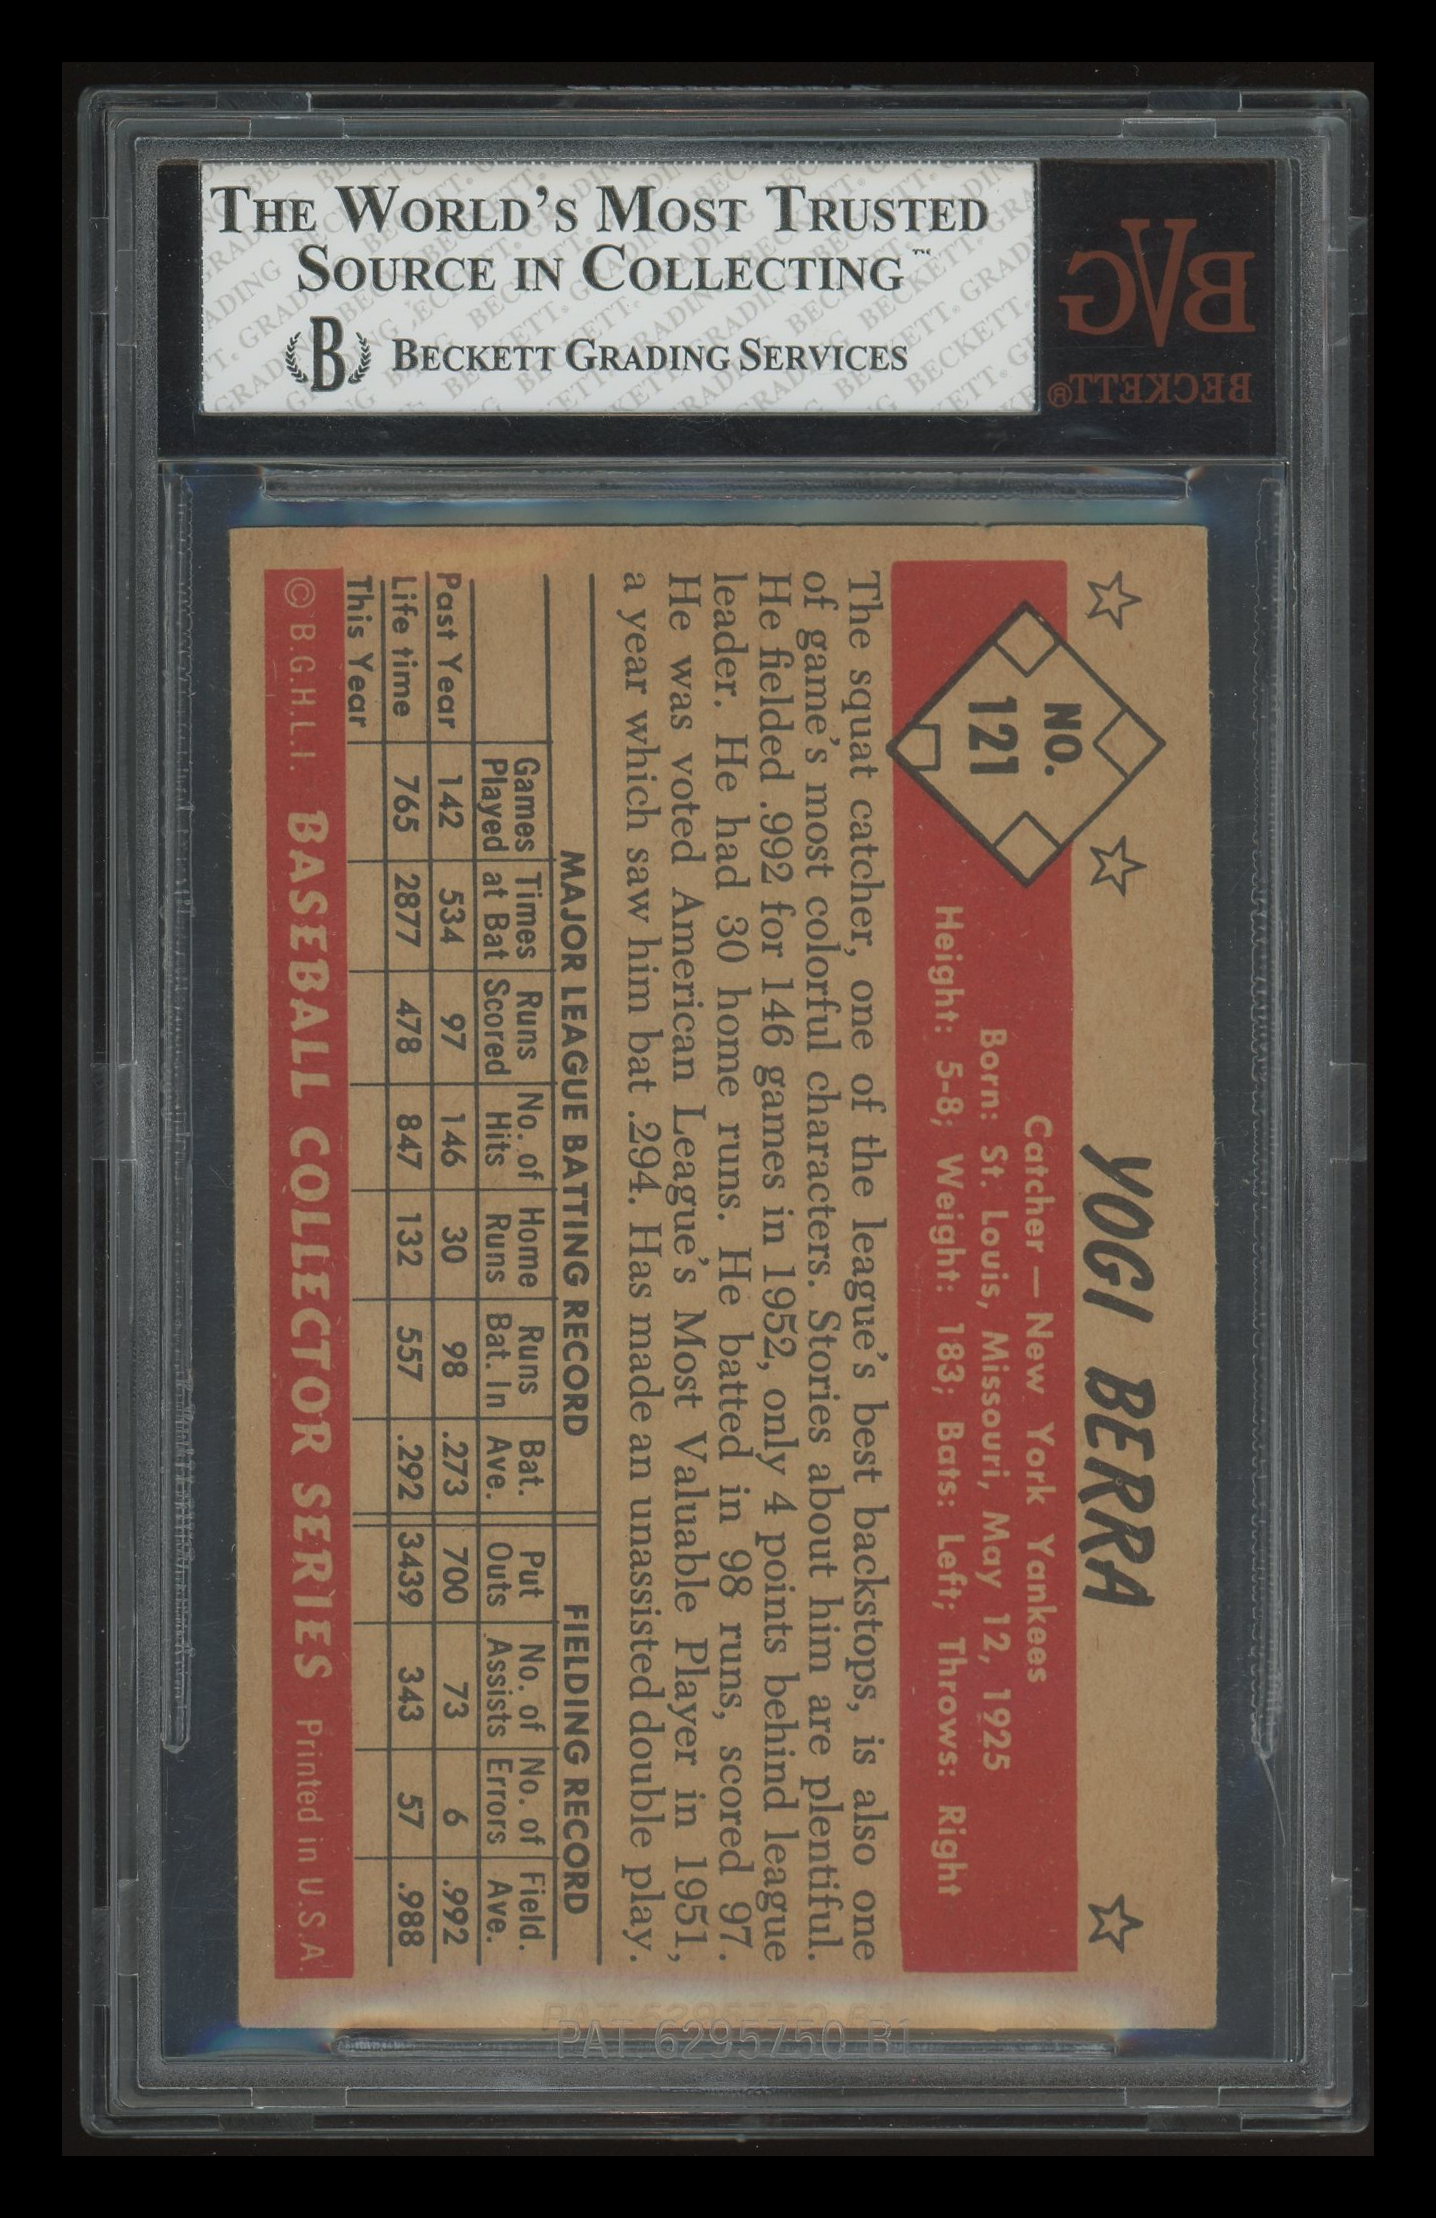 THE WORLD'S MOST TRUSTED
SOURCE IN COLLECTING™
B BECKETT GRADING SERVICES
BVG
BECKETT®
YOGI BERRA
NO.
121
Catcher — New York Yankees
Born: St. Louis, Missouri, May 12, 1925
Height: 5-8; Weight: 183; Bats: Left; Throws: Right
The squat catcher, one of the league's best backstops, is also one
of game's most colorful characters. Stories about him are plentiful.
He fielded .992 for 146 games in 1952, only 4 points behind league
leader. He had 30 home runs. He batted in 98 runs, scored 97.
He was voted American League's Most Valuable Player in 1951,
a year which saw him bat .294. Has made an unassisted double play.
MAJOR LEAGUE BATTING RECORD FIELDING RECORD
Games Times Runs No. of Home Runs Bat. Put No. of No. of Field.
Played at Bat Scored Hits Runs Bat. In Ave. Outs Assists Errors Ave.
Past Year 142 534 97 146 30 98 .273 700 73 6 .992
Life time 765 2877 478 847 132 557 .292 3439 343 57 .988
This Year
© B.G.H.L.I. BASEBALL COLLECTOR SERIES Printed in U.S.A.
PAT. 6295750 B1